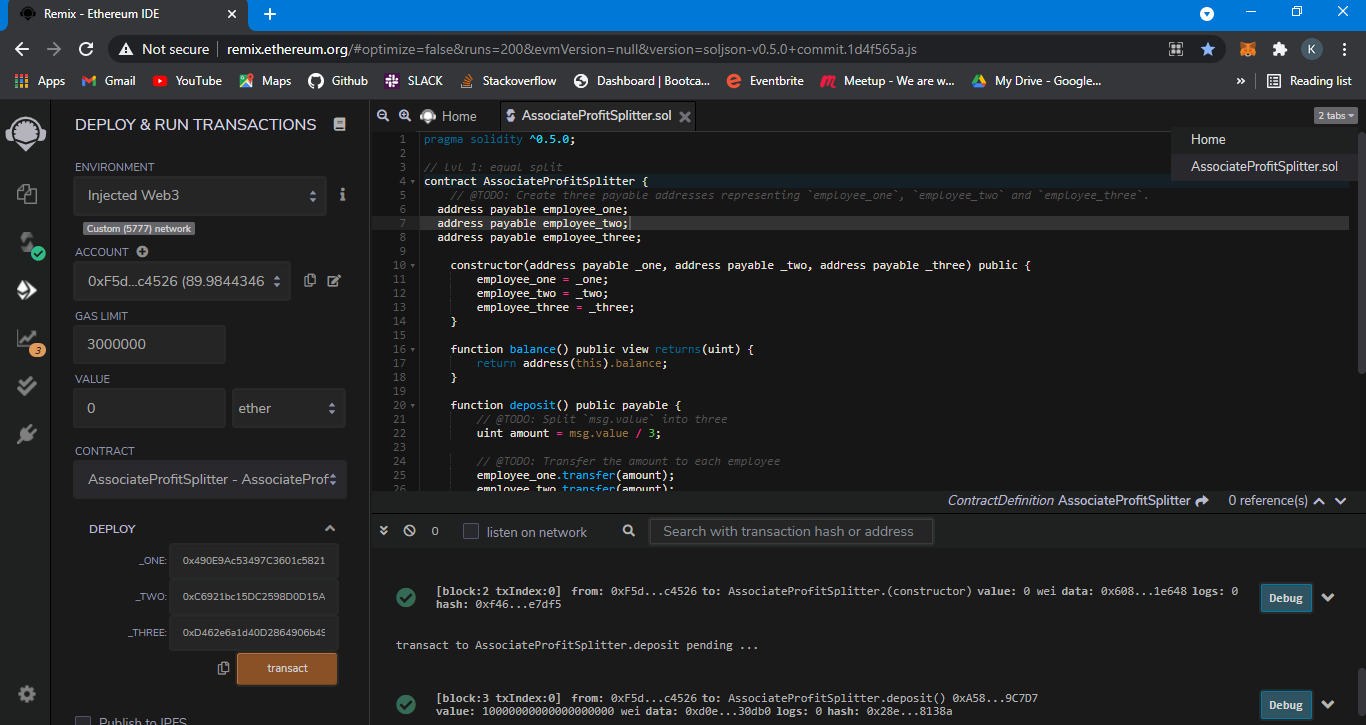 Remix - Ethereum IDE
Not secure
remix.ethereum.org/#optimize=false&runs=200&evmVersion=null&version=soljson-v0.5.0+commit.1d4f565a.js
K
Apps
Gmail
YouTube
Maps
Github
SLACK
Stackoverflow
Dashboard | Bootca...
Eventbrite
Meetup - We are w...
My Drive - Google...
»
Reading list
DEPLOY & RUN TRANSACTIONS
ENVIRONMENT
Injected Web3
i
Custom (5777) network
ACCOUNT
0xF5d...c4526 (89.9844346
GAS LIMIT
3000000
VALUE
0
ether
CONTRACT
AssociateProfitSplitter - AssociateProf
DEPLOY
_ONE:
0x490E9Ac53497C3601c5821
_TWO:
0xC6921bc15DC2598D0D15A
_THREE:
0xD462e6a1d40D2864906b4S
transact
Publish to IPFS
3
Home
AssociateProfitSplitter.sol
2 tabs
Home
AssociateProfitSplitter.sol
1 pragma solidity ^0.5.0;
2
3 // lvl 1: equal split
4 contract AssociateProfitSplitter {
5 // @TODO: Create three payable addresses representing `employee_one`, `employee_two` and `employee_three`.
6 address payable employee_one;
7 address payable employee_two;
8 address payable employee_three;
9
10 constructor(address payable _one, address payable _two, address payable _three) public {
11 employee_one = _one;
12 employee_two = _two;
13 employee_three = _three;
14 }
15
16 function balance() public view returns(uint) {
17 return address(this).balance;
18 }
19
20 function deposit() public payable {
21 // @TODO: Split `msg.value` into three
22 uint amount = msg.value / 3;
23
24 // @TODO: Transfer the amount to each employee
25 employee_one.transfer(amount);
26 employee_two.transfer(amount);
ContractDefinition AssociateProfitSplitter
0 reference(s)
0
listen on network
Search with transaction hash or address
[block:2 txIndex:0] from: 0xF5d...c4526 to: AssociateProfitSplitter.(constructor) value: 0 wei data: 0x608...1e648 logs: 0
hash: 0xf46...e7df5
Debug
transact to AssociateProfitSplitter.deposit pending ...
[block:3 txIndex:0] from: 0xF5d...c4526 to: AssociateProfitSplitter.deposit() 0xA58...9C7D7
value: 10000000000000000000 wei data: 0xd0e...30db0 logs: 0 hash: 0x28e...8138a
Debug